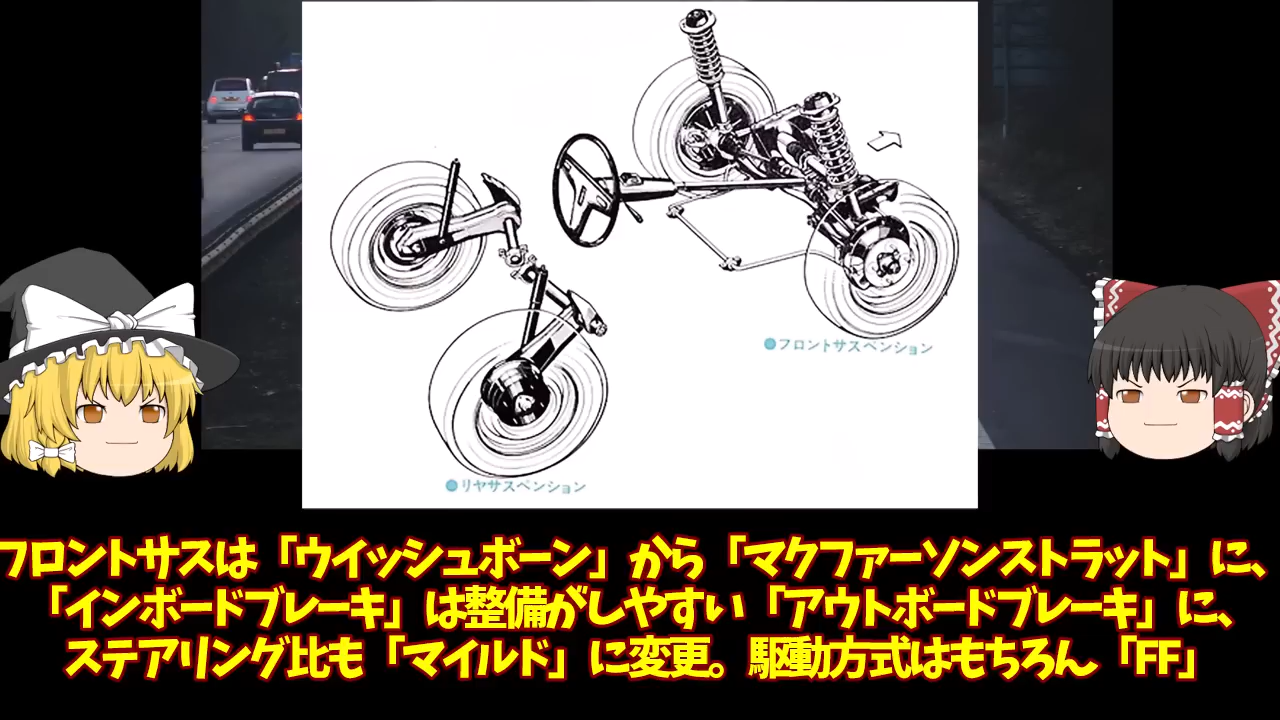 ●フロントサスペンション
●リヤサスペンション
フロントサスは「ウイッシュボーン」から「マクファーソンストラット」に、
「インボードブレーキ」は整備がしやすい「アウトボードブレーキ」に、
ステアリング比も「マイルド」に変更。駆動方式はもちろん「FF」